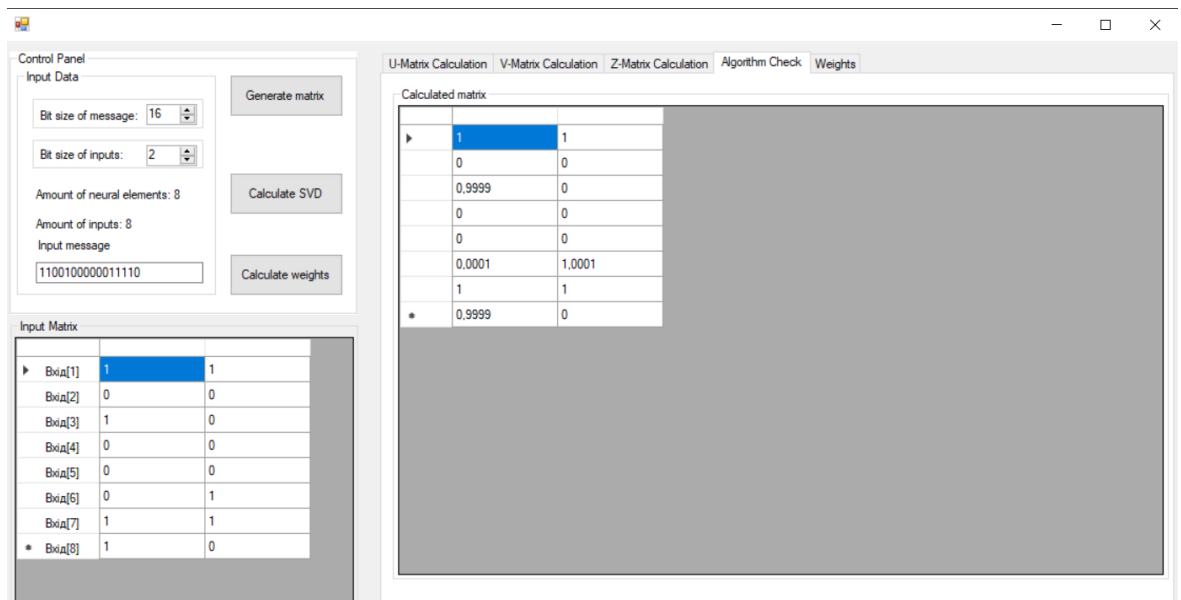 Control Panel
Input Data
Bit size of message: 16
Bit size of inputs: 2
Amount of neural elements: 8
Amount of inputs: 8
Input message
1100100000011110
Generate matrix
Calculate SVD
Calculate weights
Input Matrix
Вхід[1] 1 1
Вхід[2] 0 0
Вхід[3] 1 0
Вхід[4] 0 0
Вхід[5] 0 0
Вхід[6] 0 1
Вхід[7] 1 1
Вхід[8] 1 0
U-Matrix Calculation V-Matrix Calculation Z-Matrix Calculation Algorithm Check Weights
Calculated matrix
1 1
0 0
0,9999 0
0 0
0 0
0,0001 1,0001
1 1
0,9999 0